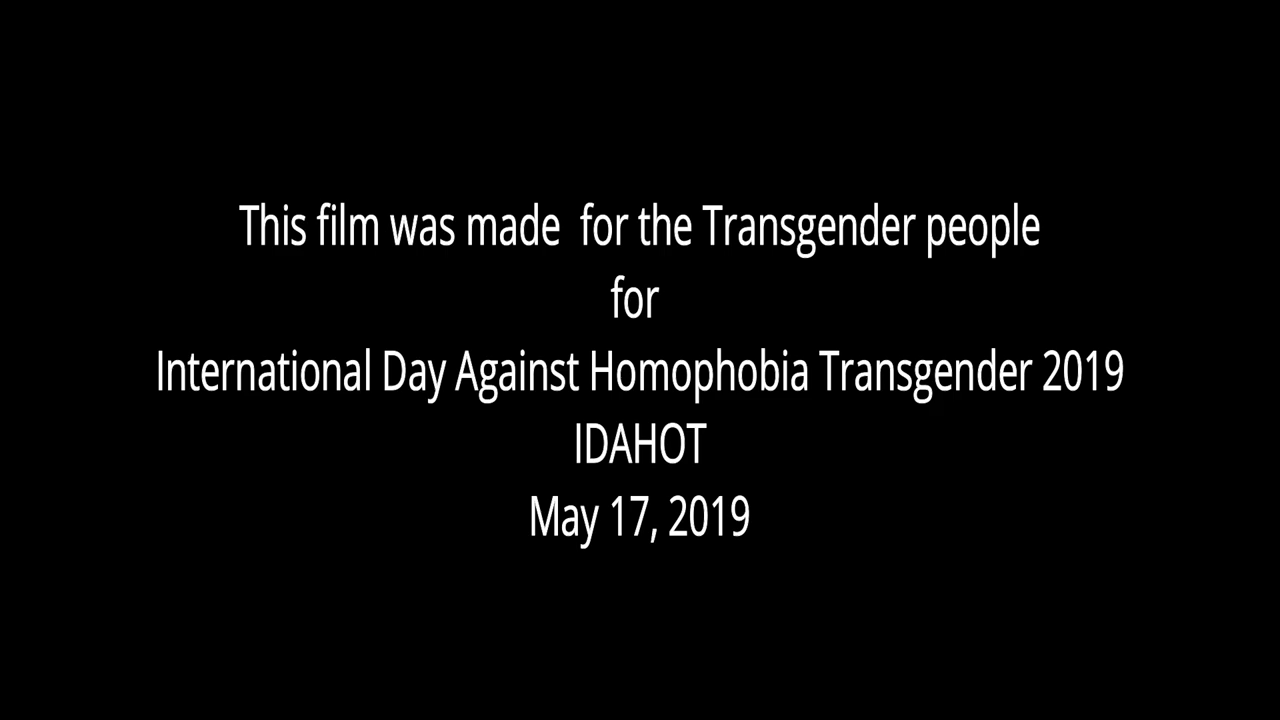 This film was made  for the Transgender people
for
International Day Against Homophobia Transgender 2019
IDAHOT
May 17, 2019